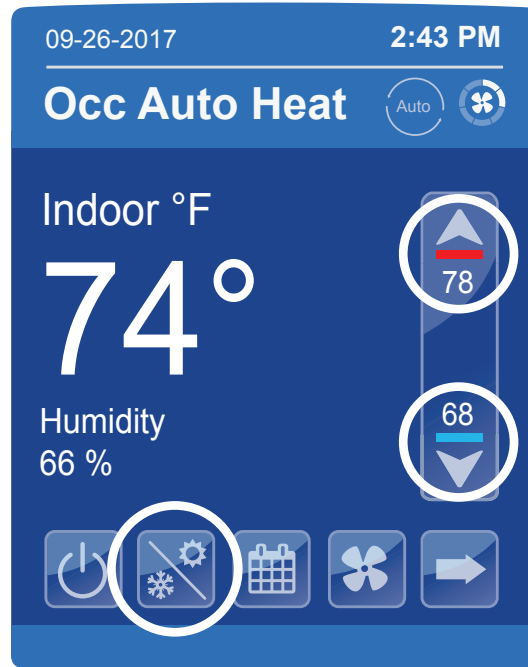 09-26-2017 2:43 PM
Occ Auto Heat Auto
Indoor °F
74°
78
Humidity
68
66 %